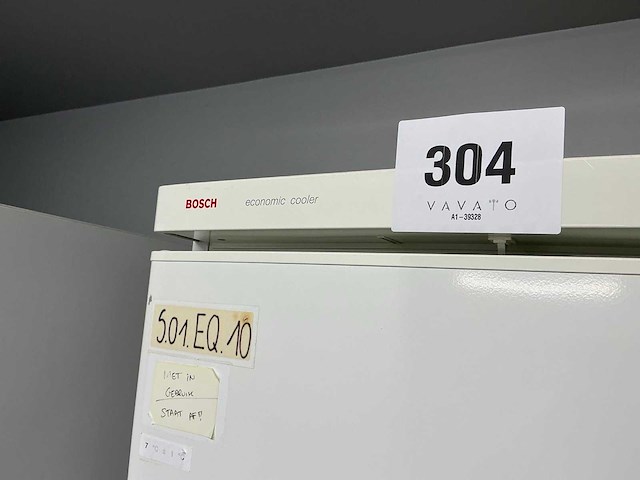 304
VAVATO
A1-39328
BOSCH economic cooler
5.01.EQ.10
NIET IN
GEBRUIK
STAAT AF!!